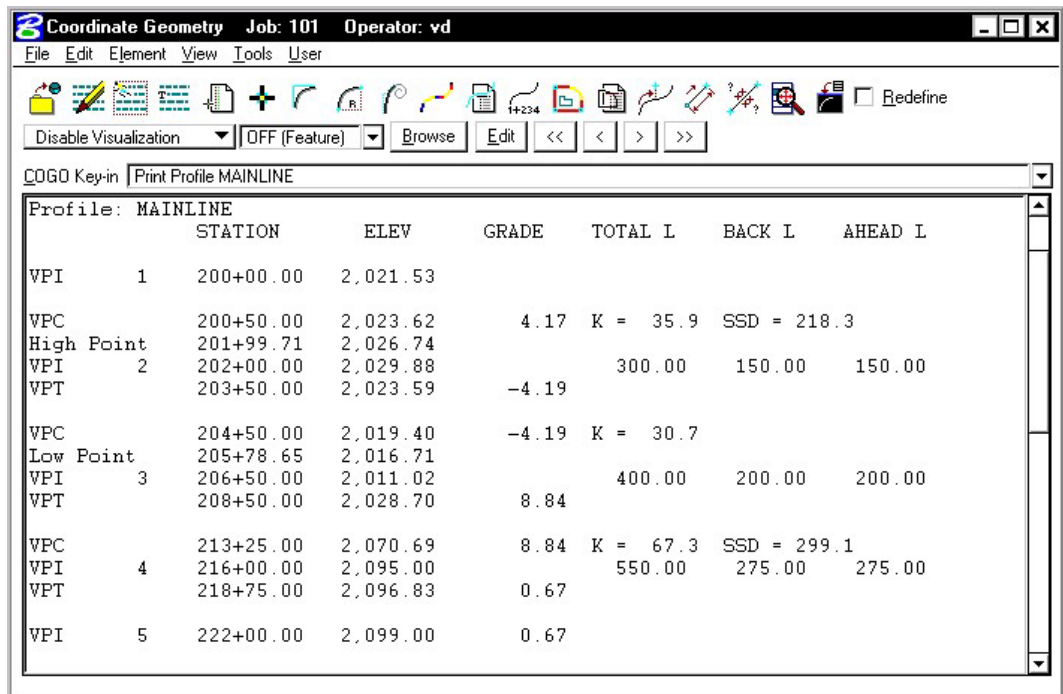 Coordinate Geometry Job: 101 Operator: vd
File Edit Element View Tools User
1+234
Redefine
Disable Visualization OFF (Feature) Browse Edit << < > >>
COGO Key-in Print Profile MAINLINE
Profile: MAINLINE
STATION ELEV GRADE TOTAL L BACK L AHEAD L
VPI 1 200+00.00 2,021.53
VPC 200+50.00 2,023.62 4.17 K = 35.9 SSD = 218.3
High Point 201+99.71 2,026.74
VPI 2 202+00.00 2,029.88 300.00 150.00 150.00
VPT 203+50.00 2,023.59 -4.19
VPC 204+50.00 2,019.40 -4.19 K = 30.7
Low Point 205+78.65 2,016.71
VPI 3 206+50.00 2,011.02 400.00 200.00 200.00
VPT 208+50.00 2,028.70 8.84
VPC 213+25.00 2,070.69 8.84 K = 67.3 SSD = 299.1
VPI 4 216+00.00 2,095.00 550.00 275.00 275.00
VPT 218+75.00 2,096.83 0.67
VPI 5 222+00.00 2,099.00 0.67